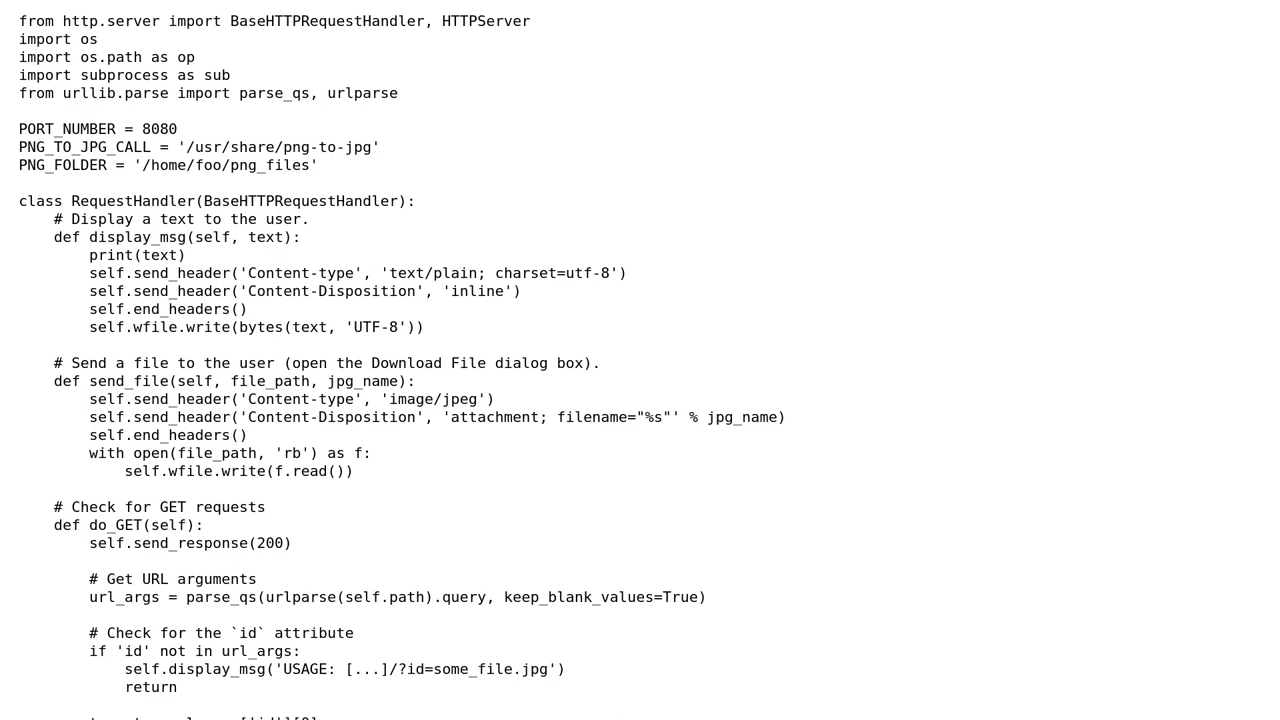 from http.server import BaseHTTPRequestHandler, HTTPServer
import os
import os.path as op
import subprocess as sub
from urllib.parse import parse_qs, urlparse

PORT_NUMBER = 8080
PNG_TO_JPG_CALL = '/usr/share/png-to-jpg'
PNG_FOLDER = '/home/foo/png_files'

class RequestHandler(BaseHTTPRequestHandler):
    # Display a text to the user.
    def display_msg(self, text):
        print(text)
        self.send_header('Content-type', 'text/plain; charset=utf-8')
        self.send_header('Content-Disposition', 'inline')
        self.end_headers()
        self.wfile.write(bytes(text, 'UTF-8'))

    # Send a file to the user (open the Download File dialog box).
    def send_file(self, file_path, jpg_name):
        self.send_header('Content-type', 'image/jpeg')
        self.send_header('Content-Disposition', 'attachment; filename="%s"' % jpg_name)
        self.end_headers()
        with open(file_path, 'rb') as f:
            self.wfile.write(f.read())

    # Check for GET requests
    def do_GET(self):
        self.send_response(200)

        # Get URL arguments
        url_args = parse_qs(urlparse(self.path).query, keep_blank_values=True)

        # Check for the `id` attribute
        if 'id' not in url_args:
            self.display_msg('USAGE: [...]/?id=some_file.jpg')
            return